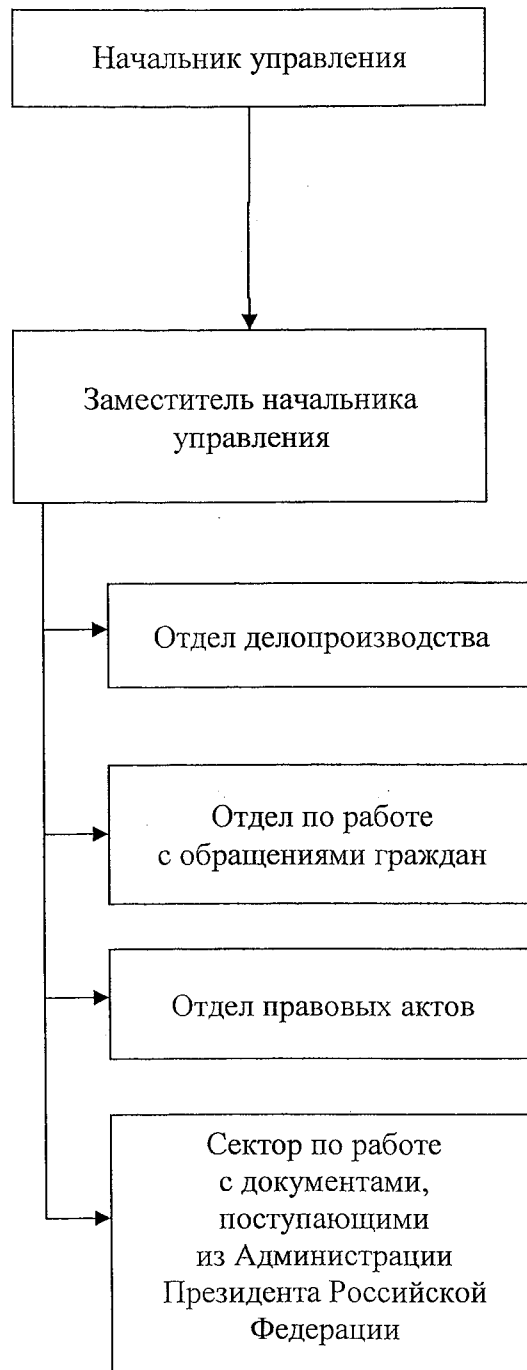 Начальник управления
Заместитель начальника
управления
Отдел делопроизводства
Отдел по работе
с обращениями граждан
Отдел правовых актов
Сектор по работе
с документами,
поступающими
из Администрации
Президента Российской
Федерации